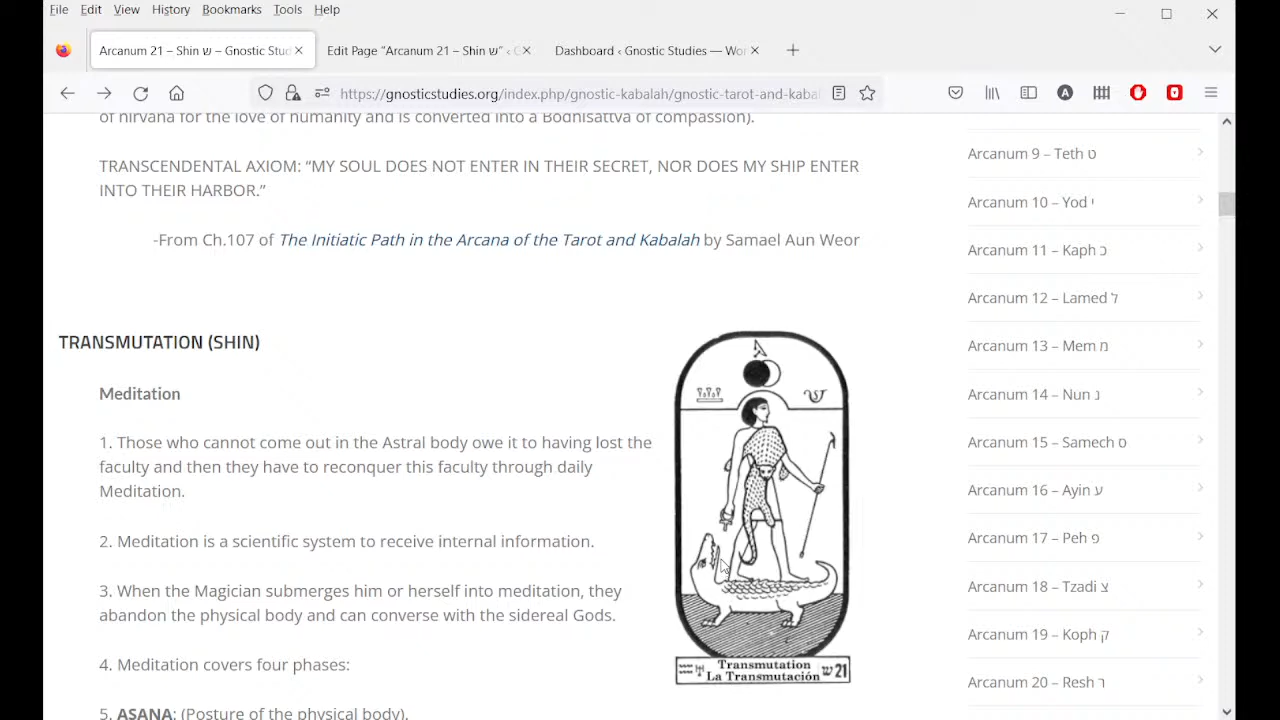 File Edit View History Bookmarks Tools Help
Arcanum 21 – Shin ש – Gnostic Stud
Edit Page “Arcanum 21 – Shin ש” ‹ G
Dashboard ‹ Gnostic Studies — Wor
https://gnosticstudies.org/index.php/gnostic-kabalah/gnostic-tarot-and-kaba
of nirvana for the love of humanity and is converted into a Bodhisattva of compassion).
TRANSCENDENTAL AXIOM: “MY SOUL DOES NOT ENTER IN THEIR SECRET, NOR DOES MY SHIP ENTER
INTO THEIR HARBOR.”
-From Ch.107 of The Initiatic Path in the Arcana of the Tarot and Kabalah by Samael Aun Weor
TRANSMUTATION (SHIN)
Meditation
1. Those who cannot come out in the Astral body owe it to having lost the
faculty and then they have to reconquer this faculty through daily
Meditation.
2. Meditation is a scientific system to receive internal information.
3. When the Magician submerges him or herself into meditation, they
abandon the physical body and can converse with the sidereal Gods.
4. Meditation covers four phases:
5. ASANA: (Posture of the physical body).
Transmutation
La Transmutación ש 21
Arcanum 9 – Teth ט
Arcanum 10 – Yod י
Arcanum 11 – Kaph כ
Arcanum 12 – Lamed ל
Arcanum 13 – Mem מ
Arcanum 14 – Nun נ
Arcanum 15 – Samech ס
Arcanum 16 – Ayin ע
Arcanum 17 – Peh פ
Arcanum 18 – Tzadi צ
Arcanum 19 – Koph ק
Arcanum 20 – Resh ר